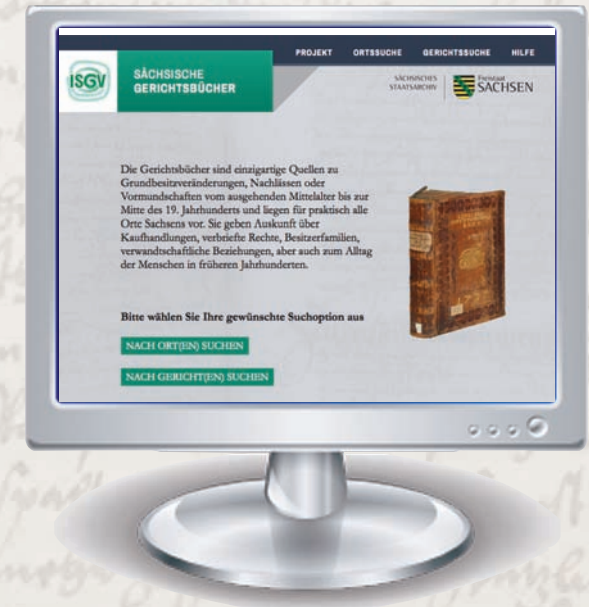 PROJEKT ORTSSUCHE GERICHTSSUCHE HILFE
ISGV
SÄCHSISCHE
GERICHTSBÜCHER
SÄCHSISCHES
STAATSARCHIV
Freistaat
SACHSEN
Die Gerichtsbücher sind einzigartige Quellen zu
Grundbesitzveränderungen, Nachlässen oder
Vormundschaften vom ausgehenden Mittelalter bis zur
Mitte des 19. Jahrhunderts und liegen für praktisch alle
Orte Sachsens vor. Sie geben Auskunft über
Kaufhandlungen, verbriefte Rechte, Besitzerfamilien,
verwandtschaftliche Beziehungen, aber auch zum Alltag
der Menschen in früheren Jahrhunderten.
Bitte wählen Sie Ihre gewünschte Suchoption aus
NACH ORT(EN) SUCHEN
NACH GERICHT(EN) SUCHEN